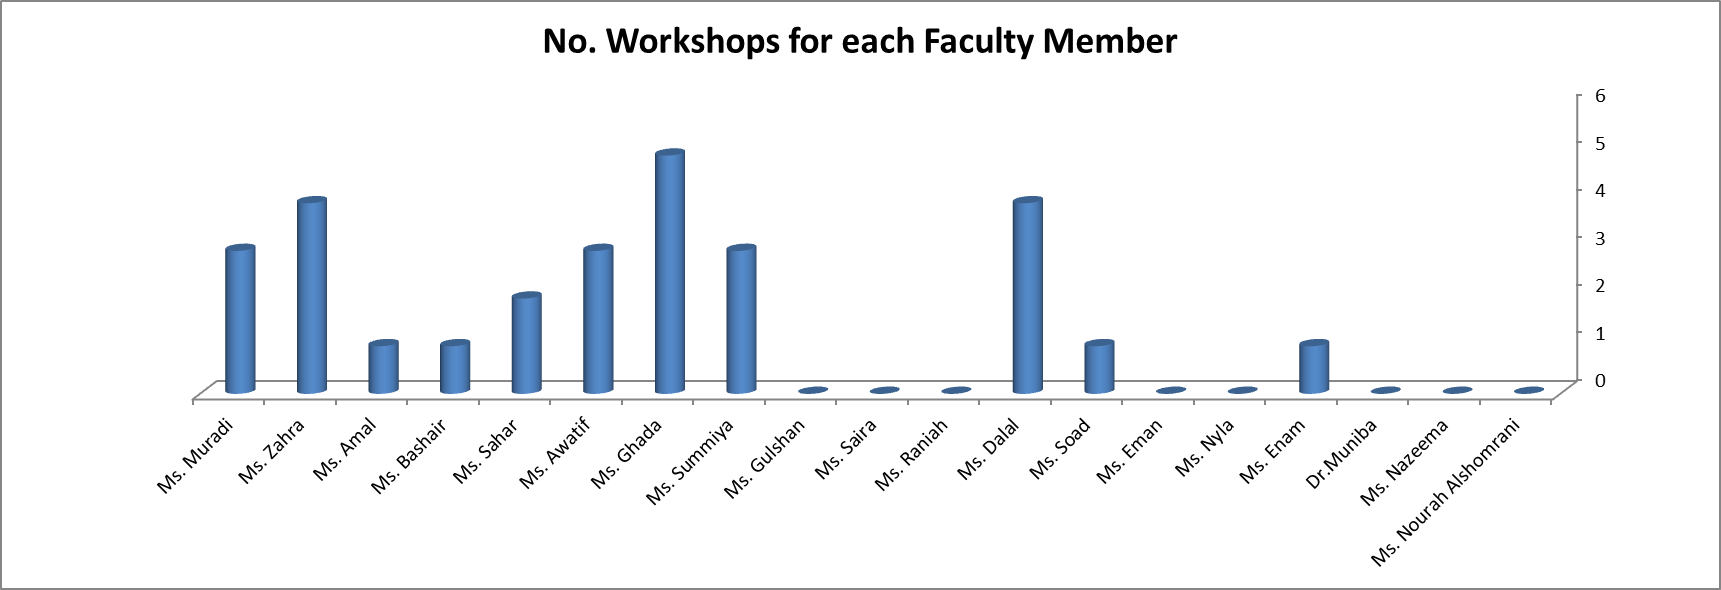 No. Workshops for each Faculty Member
6
5
4
3
2
1
0
Ms. Muradi
Ms. Zahra
Ms. Amal
Ms. Bashair
Ms. Sahar
Ms. Awatif
Ms. Ghada
Ms. Summiya
Ms. Gulshan
Ms. Saira
Ms. Raniah
Ms. Dalal
Ms. Soad
Ms. Eman
Ms. Nyla
Ms. Enam
Dr.Muniba
Ms. Nazeema
Ms. Nourah Alshomrani